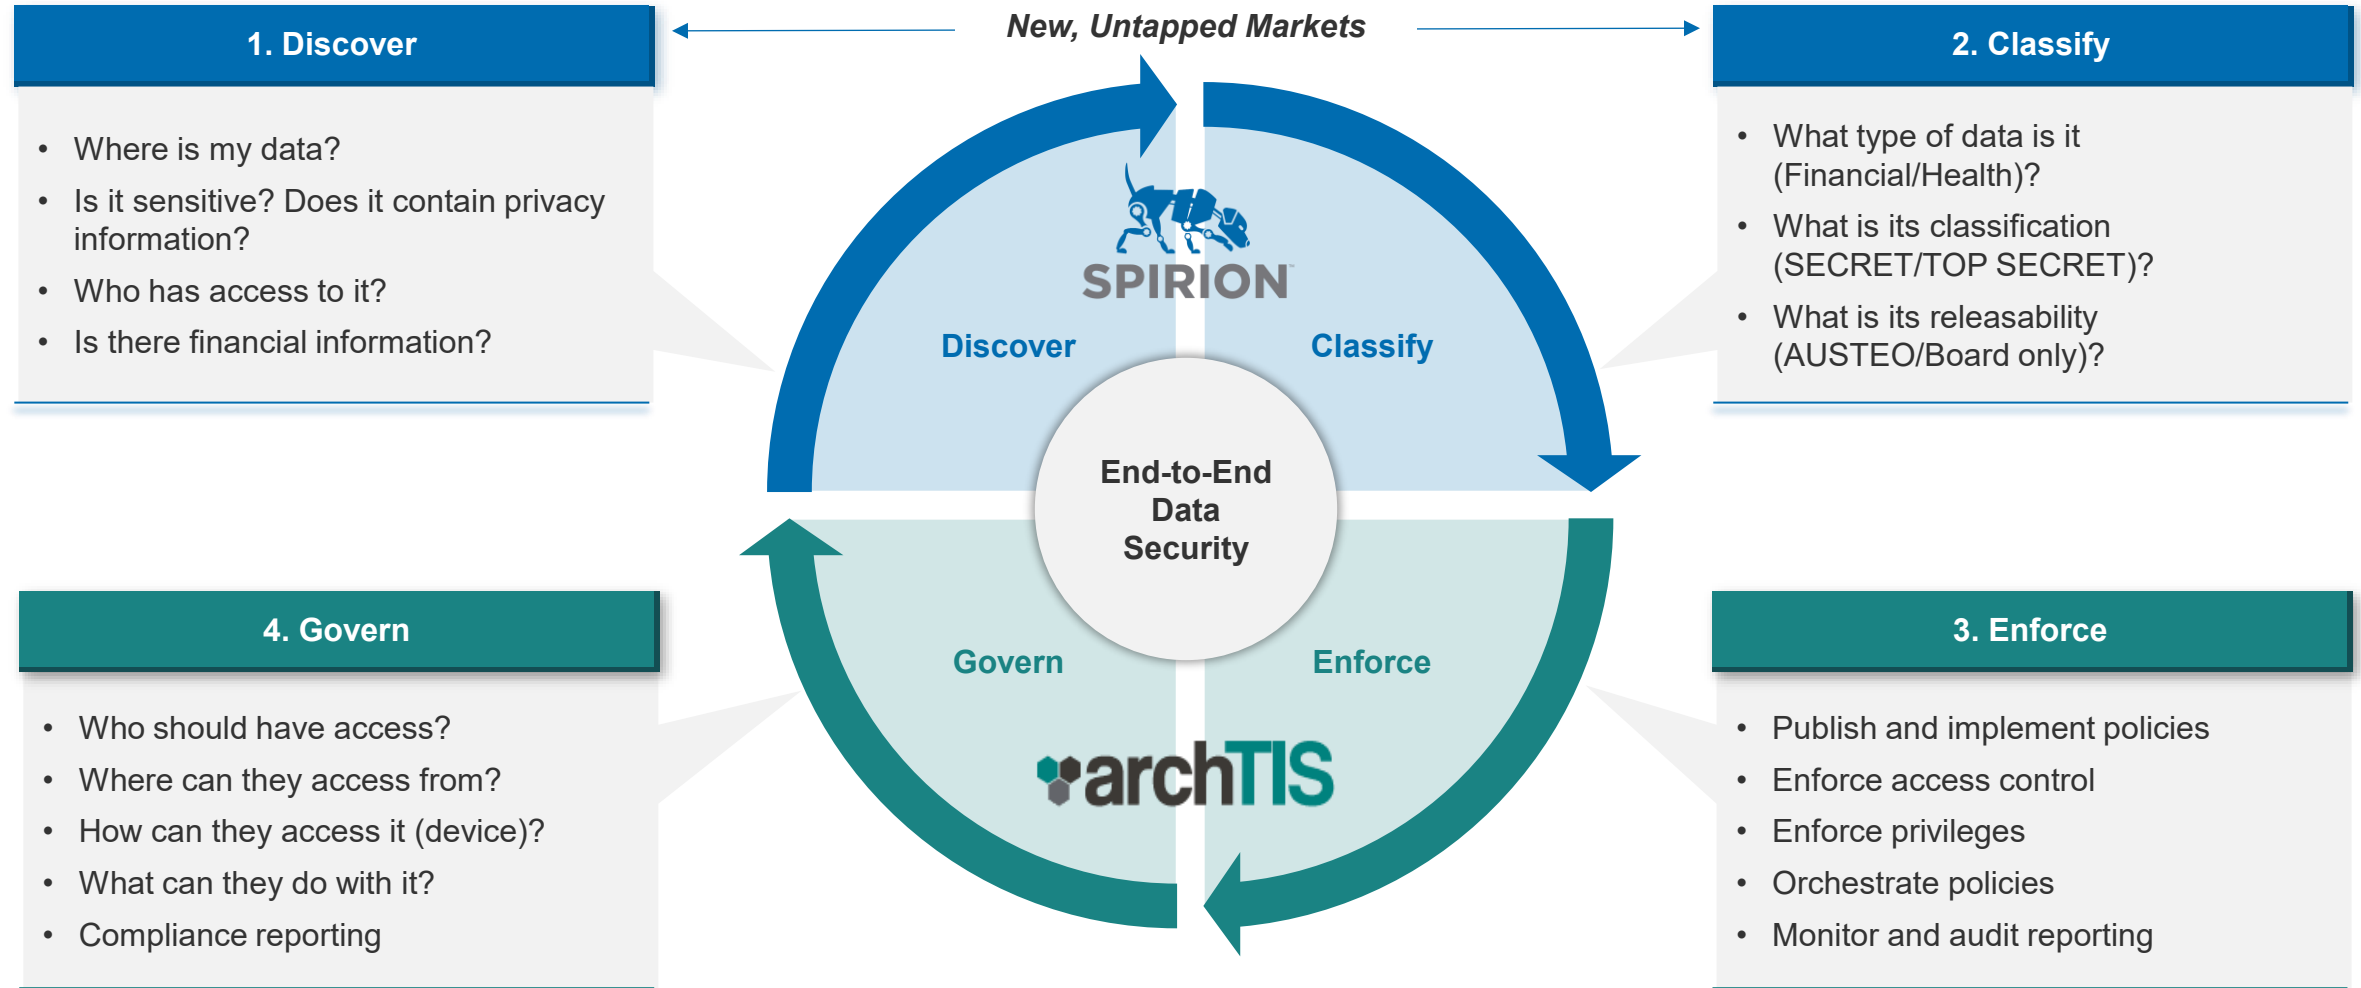 New, Untapped Markets
1. Discover
• Where is my data?
• Is it sensitive? Does it contain privacy
information?
• Who has access to it?
• Is there financial information?
2. Classify
• What type of data is it
(Financial/Health)?
• What is its classification
(SECRET/TOP SECRET)?
• What is its releasability
(AUSTEO/Board only)?
SPIRION™
Discover
Classify
End-to-End
Data
Security
Govern
Enforce
archTIS
4. Govern
• Who should have access?
• Where can they access from?
• How can they access it (device)?
• What can they do with it?
• Compliance reporting
3. Enforce
• Publish and implement policies
• Enforce access control
• Enforce privileges
• Orchestrate policies
• Monitor and audit reporting